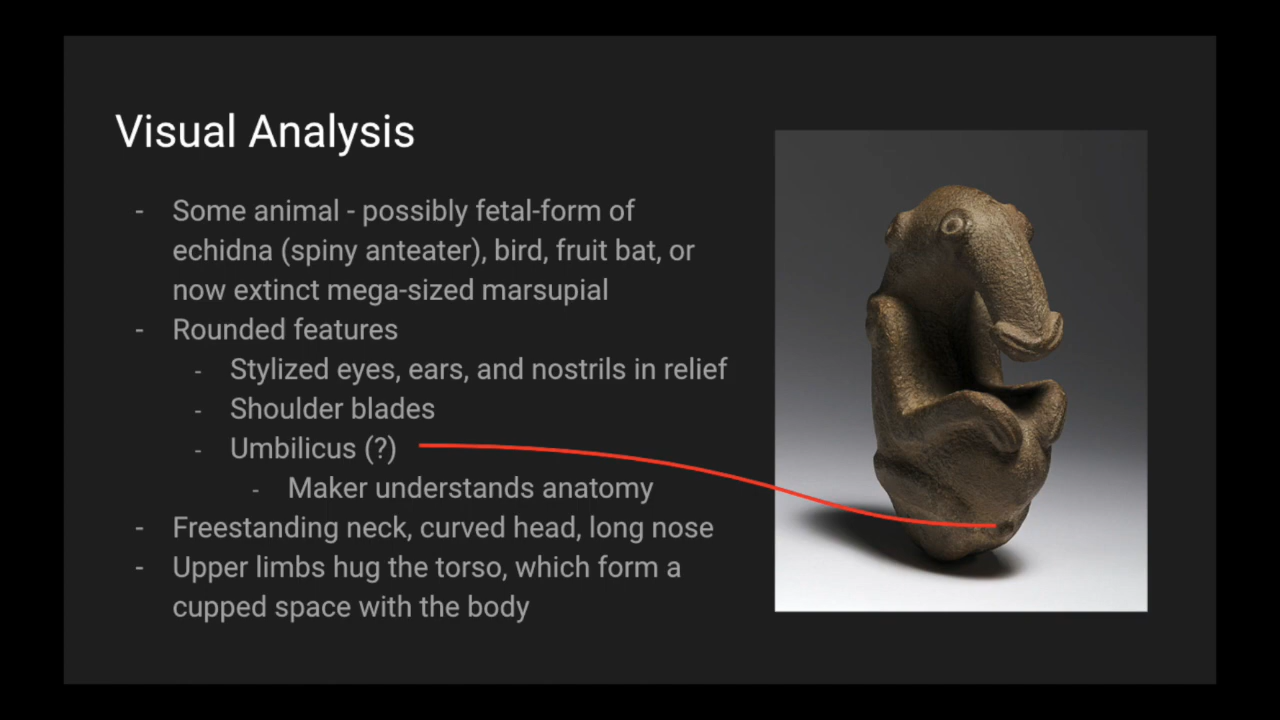 Visual Analysis
- Some animal - possibly fetal-form of
echidna (spiny anteater), bird, fruit bat, or
now extinct mega-sized marsupial
- Rounded features
- Stylized eyes, ears, and nostrils in relief
- Shoulder blades
- Umbilicus (?)
- Maker understands anatomy
- Freestanding neck, curved head, long nose
- Upper limbs hug the torso, which form a
cupped space with the body